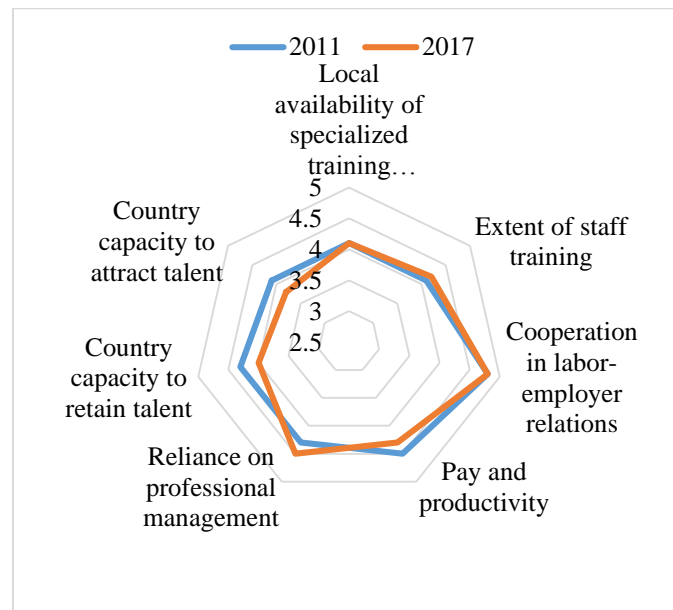 2011 2017
Local
availability of
specialized
training…
5
4.5
4
3.5
3
2.5
Extent of staff
training
Cooperation
in labor-
employer
relations
Pay and
productivity
Reliance on
professional
management
Country
capacity to
retain talent
Country
capacity to
attract talent